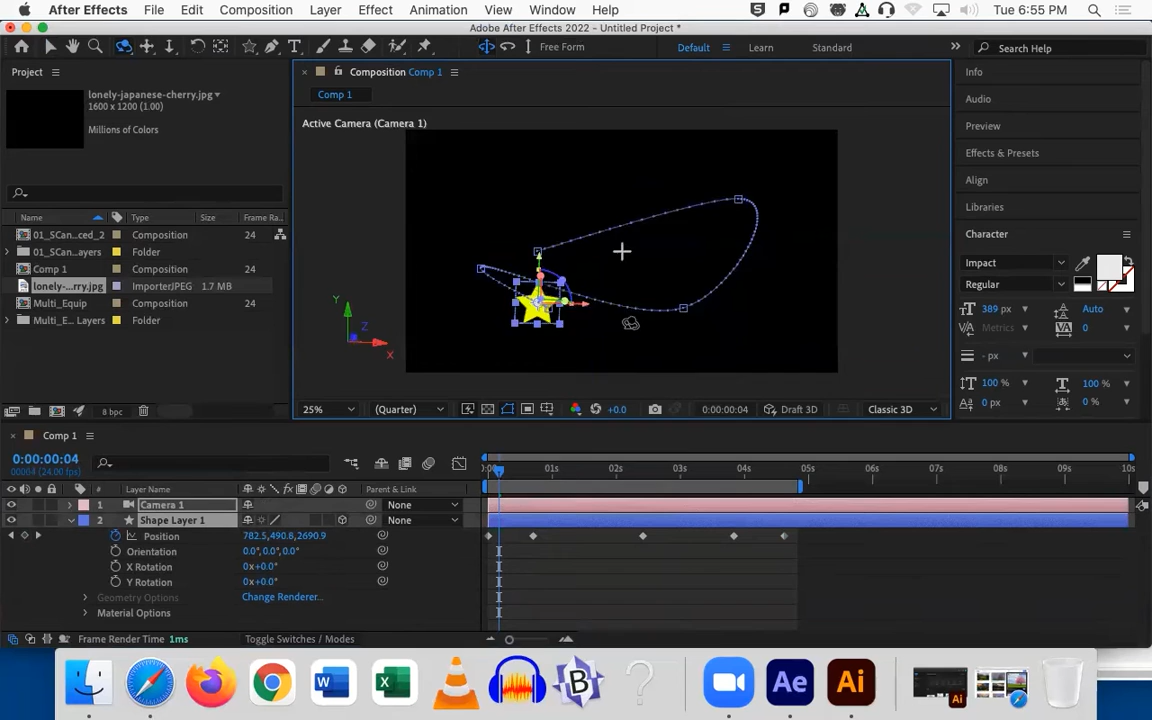 After Effects File Edit Composition Layer Effect Animation View Window Help Tue 6:55 PM
Adobe After Effects 2022 - Untitled Project *
T Free Form Default Learn Standard Search Help
Project
lonely-japanese-cherry.jpg
1600 x 1200 (1.00)
Millions of Colors
Name Type Size Frame Ra...
01_SCan...ced_2 Composition 24
01_SCan...ayers Folder
Comp 1 Composition 24
lonely-...rry.jpg ImporterJPEG 1.7 MB
Multi_Equip Composition 24
Multi_E... Layers Folder
8 bpc
Composition Comp 1
Comp 1
Active Camera (Camera 1)
Y Z X
25% (Quarter) +0.0 0:00:00:04 Draft 3D Classic 3D
Info
Audio
Preview
Effects & Presets
Align
Libraries
Character
Impact
Regular
389 px Auto
Metrics 0
- px
100 % 100 %
0 px 0 %
Comp 1
0:00:00:04
00004 (24.00 fps)
:00 01s 02s 03s 04s 05s 06s 07s 08s 09s 10s
# Layer Name Parent & Link
1 Camera 1 None
2 Shape Layer 1 None
Position 782.5,490.8,2690.9
Orientation 0.0°,0.0°,0.0°
X Rotation 0x+0.0°
Y Rotation 0x+0.0°
Geometry Options Change Renderer...
Material Options
Frame Render Time 1ms Toggle Switches / Modes
W X B ? Ae Ai Ai